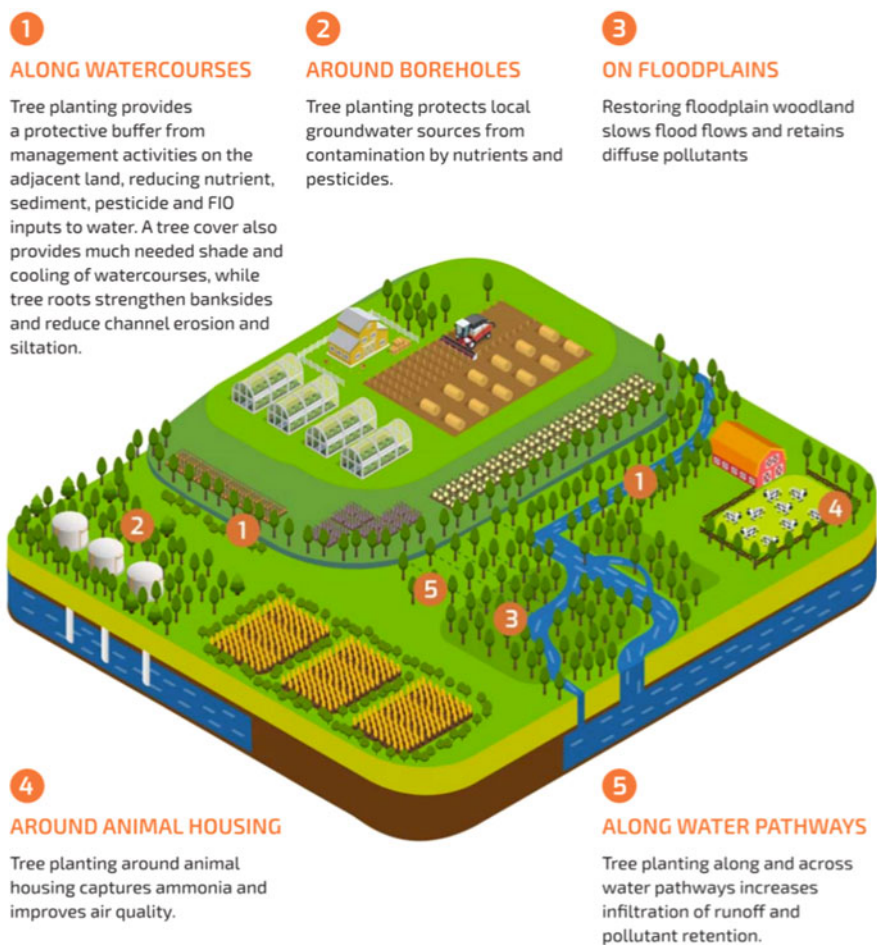 1
ALONG WATERCOURSES
Tree planting provides
a protective buffer from
management activities on the
adjacent land, reducing nutrient,
sediment, pesticide and FIO
inputs to water. A tree cover also
provides much needed shade and
cooling of watercourses, while
tree roots strengthen banksides
and reduce channel erosion and
siltation.
2
AROUND BOREHOLES
Tree planting protects local
groundwater sources from
contamination by nutrients and
pesticides.
3
ON FLOODPLAINS
Restoring floodplain woodland
slows flood flows and retains
diffuse pollutants
1
4
2
1
5
3
4
AROUND ANIMAL HOUSING
Tree planting around animal
housing captures ammonia and
improves air quality.
5
ALONG WATER PATHWAYS
Tree planting along and across
water pathways increases
infiltration of runoff and
pollutant retention.